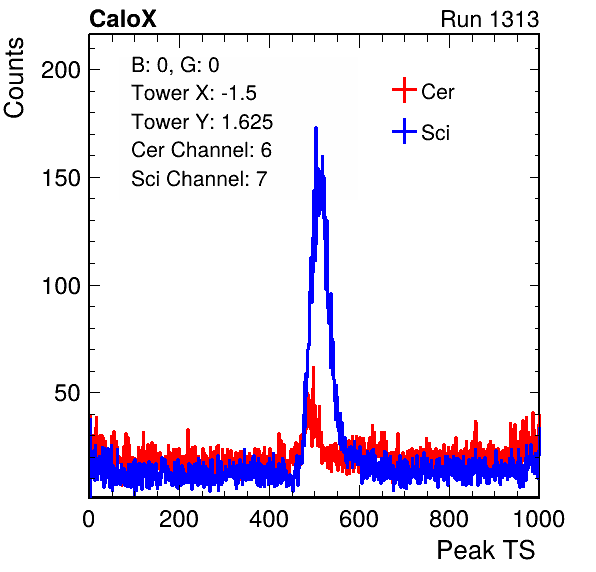 CaloX Run 1313
Counts
200
150
100
50
B: 0, G: 0
Tower X: -1.5
Tower Y: 1.625
Cer Channel: 6
Sci Channel: 7
Cer
Sci
0 200 400 600 800 1000
Peak TS